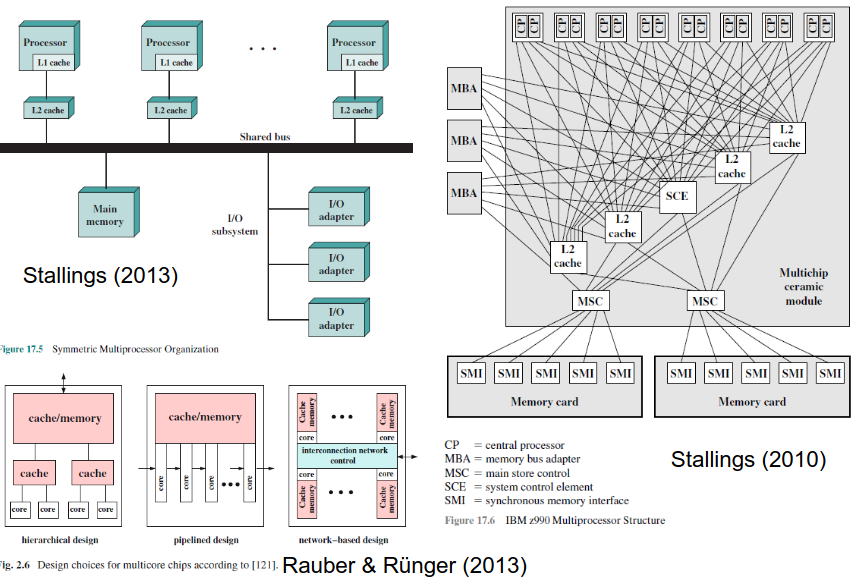 Processor
L1 cache
Processor
L1 cache
Processor
L1 cache
L2 cache
L2 cache
L2 cache
Shared bus
Main
memory
I/O
subsystem
I/O
adapter
I/O
adapter
I/O
adapter
Stallings (2013)
Figure 17.5 Symmetric Multiprocessor Organization
CP CP CP CP CP CP CP CP CP CP CP CP CP CP CP CP
MBA
MBA
MBA
L2
cache
L2
cache
SCE
L2
cache
L2
cache
MSC
MSC
Multichip
ceramic
module
SMI SMI SMI SMI SMI
Memory card
SMI SMI SMI SMI SMI
Memory card
CP = central processor
MBA = memory bus adapter
MSC = main store control
SCE = system control element
SMI = synchronous memory interface
Figure 17.6 IBM z990 Multiprocessor Structure
Stallings (2010)
cache/memory
cache
cache
core core core core
hierarchical design
cache/memory
core core core core
pipelined design
Cache
memory
Cache
memory
core
core
interconnection network
control
core
core
Cache
memory
Cache
memory
network–based design
Fig. 2.6 Design choices for multicore chips according to [121].
Rauber & Rünger (2013)